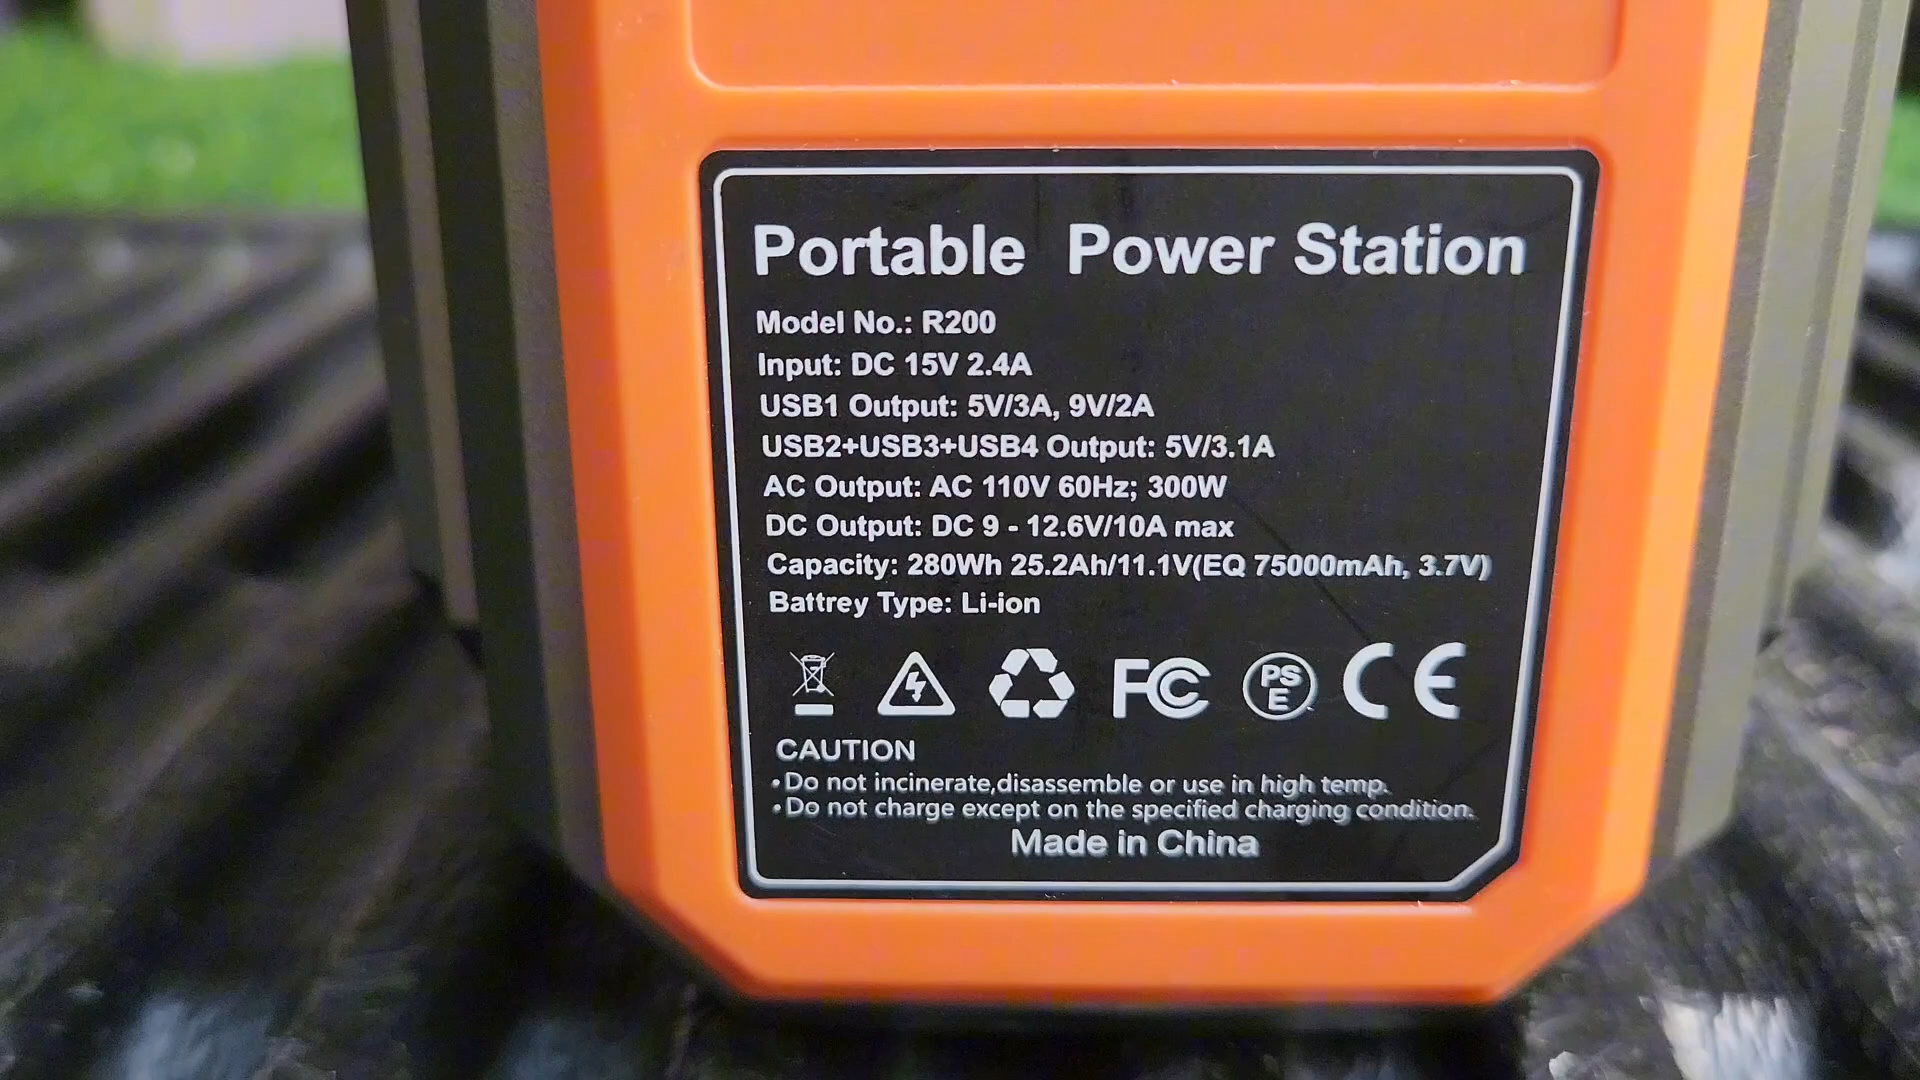 Portable Power Station
Model No.: R200
Input: DC 15V 2.4A
USB1 Output: 5V/3A, 9V/2A
USB2+USB3+USB4 Output: 5V/3.1A
AC Output: AC 110V 60Hz; 300W
DC Output: DC 9 - 12.6V/10A max
Capacity: 280Wh 25.2Ah/11.1V(EQ 75000mAh, 3.7V)
Battrey Type: Li-ion
FC PSE CE
CAUTION
•Do not incinerate,disassemble or use in high temp.
•Do not charge except on the specified charging condition.
Made in China